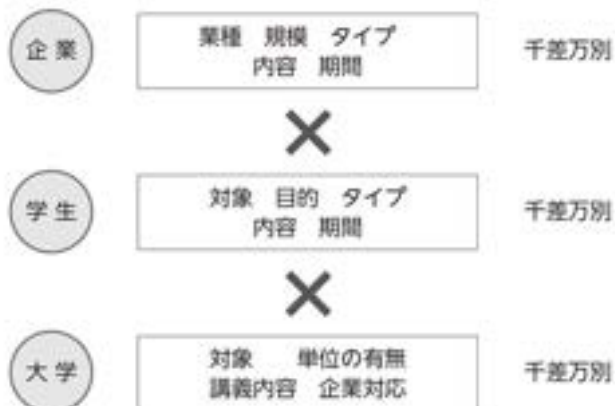 企業
業種 規模 タイプ
内容 期間
千差万別
学生
対象 目的 タイプ
内容 期間
千差万別
大学
対象 単位の有無
講義内容 企業対応
千差万別